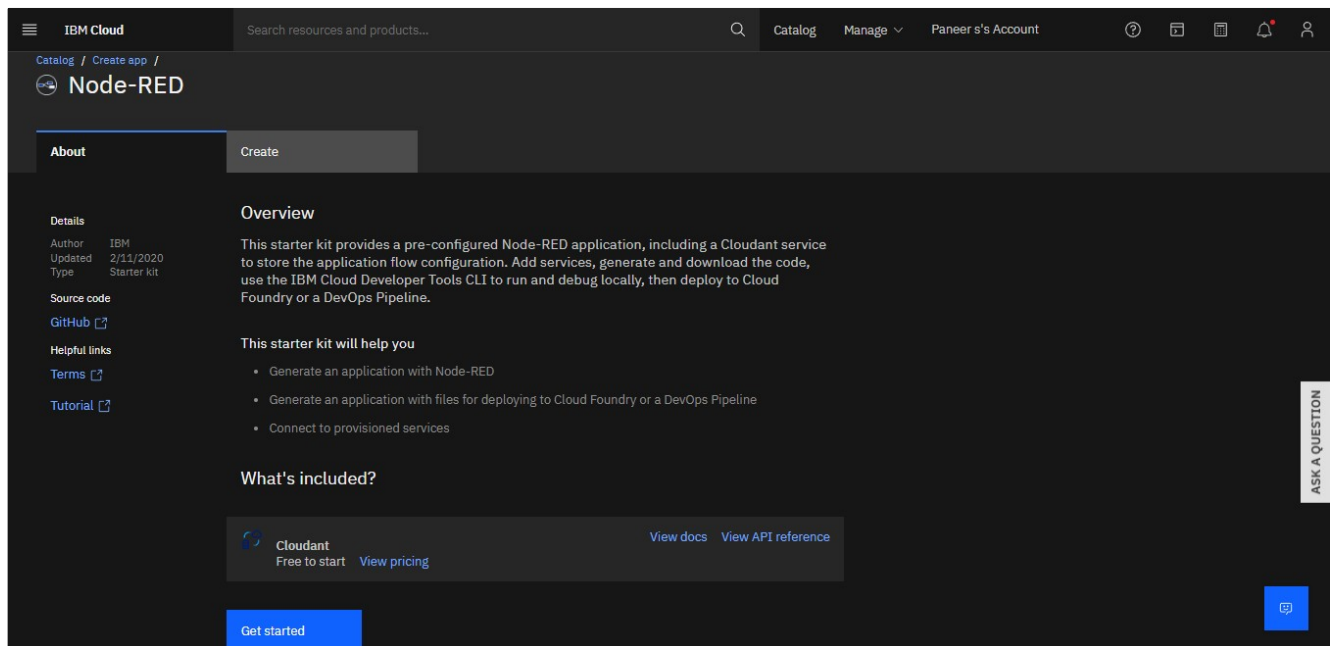 IBM Cloud
Search resources and products...
Catalog
Manage
Paneer s's Account
Catalog / Create app /
Node-RED
About
Create
Details
Author IBM
Updated 2/11/2020
Type Starter kit
Source code
GitHub
Helpful links
Terms
Tutorial
Overview
This starter kit provides a pre-configured Node-RED application, including a Cloudant service
to store the application flow configuration. Add services, generate and download the code,
use the IBM Cloud Developer Tools CLI to run and debug locally, then deploy to Cloud
Foundry or a DevOps Pipeline.
This starter kit will help you
• Generate an application with Node-RED
• Generate an application with files for deploying to Cloud Foundry or a DevOps Pipeline
• Connect to provisioned services
What's included?
Cloudant
Free to start View pricing
View docs View API reference
Get started
ASK A QUESTION